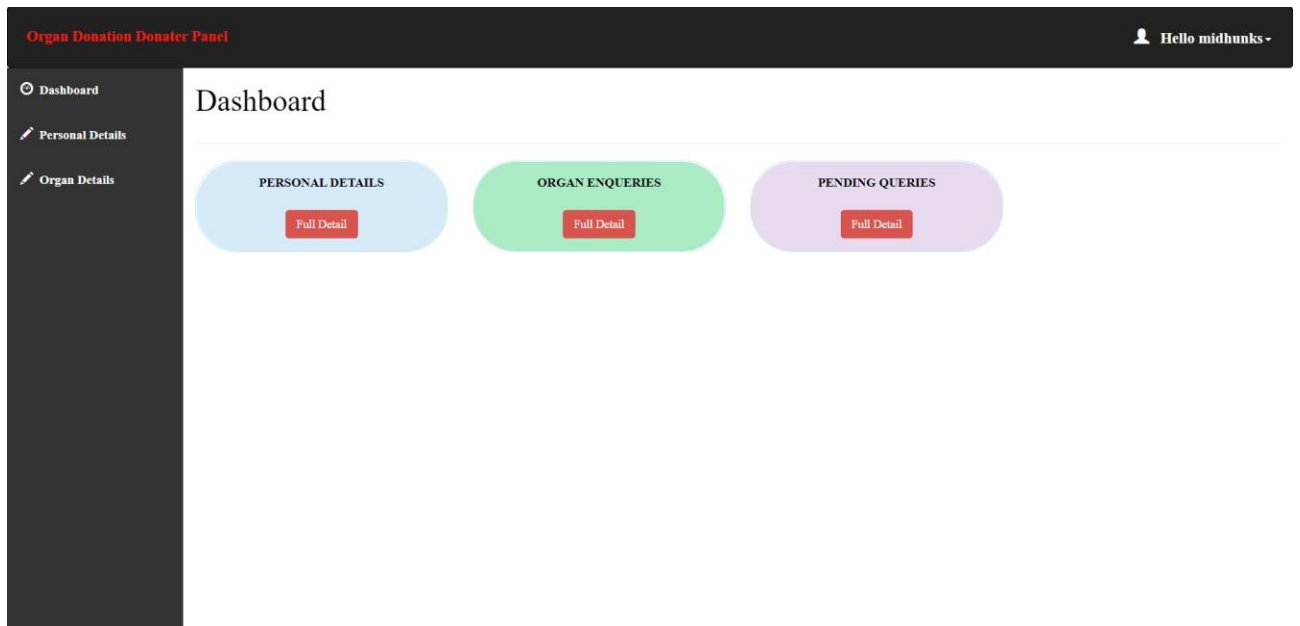 Organ Donation Donater Panel
Hello midhunks
Dashboard
Personal Details
Organ Details
Dashboard
PERSONAL DETAILS
Full Detail
ORGAN ENQUERIES
Full Detail
PENDING QUERIES
Full Detail